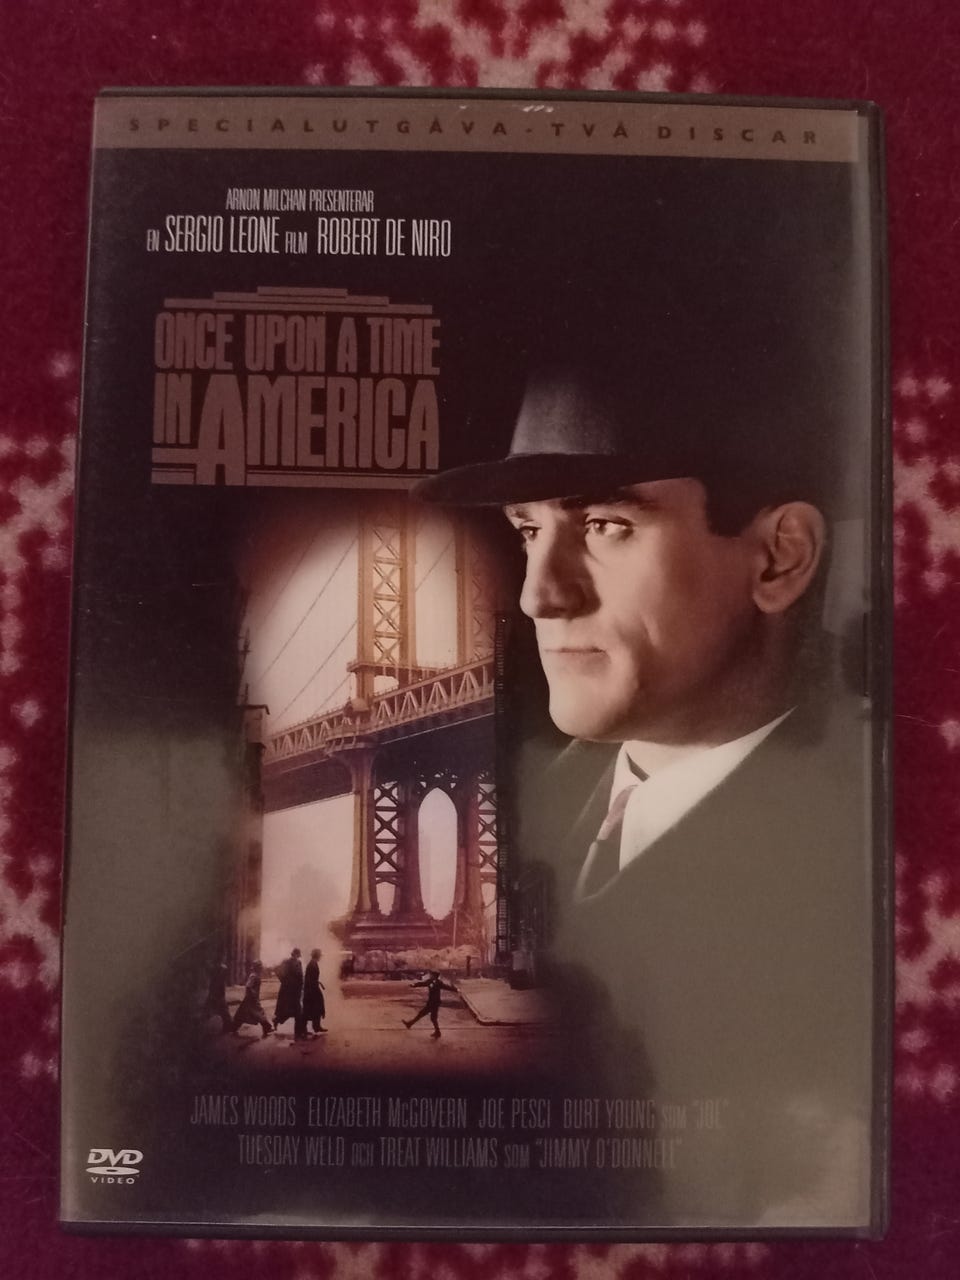 SPECIALUTGÅVA - TVÅ DISCAR
ARNON MILCHAN PRESENTERAR
EN SERGIO LEONE FILM ROBERT DE NIRO
ONCE UPON A TIME
IN AMERICA
JAMES WOODS ELIZABETH McGOVERN JOE PESCI BURT YOUNG SOM "JOE"
TUESDAY WELD OCH TREAT WILLIAMS SOM "JIMMY O'DONNELL"
DVD
VIDEO